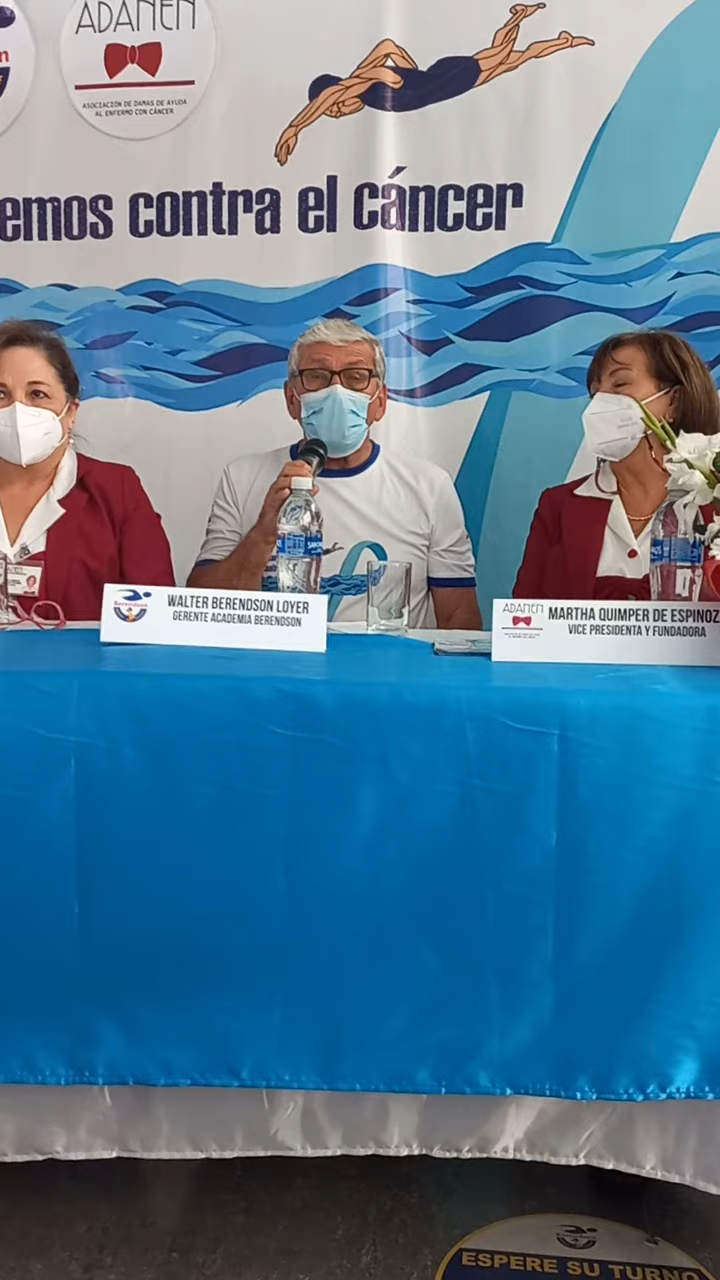 ADANEN
ASOCIACIÓN DE DAMAS DE AYUDA
AL ENFERMO CON CÁNCER
emos contra el cáncer
Berendson
WALTER BERENDSON LOYER
GERENTE ACADEMIA BERENDSON
ADANEN
MARTHA QUIMPER DE ESPINOZ
VICE PRESIDENTA Y FUNDADORA
ESPERE SU TURNO